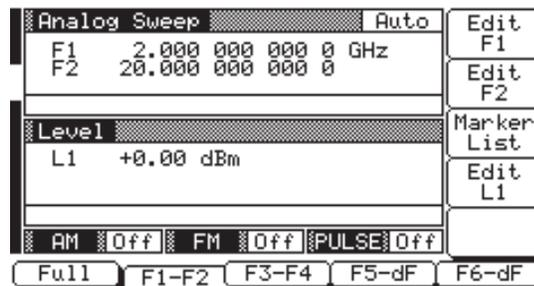 Analog Sweep Auto
F1 2.000 000 000 0 GHz
F2 20.000 000 000 0
Level
L1 +0.00 dBm
AM Off FM Off PULSE Off
Edit
F1
Edit
F2
Marker
List
Edit
L1
Full F1-F2 F3-F4 F5-dF F6-dF